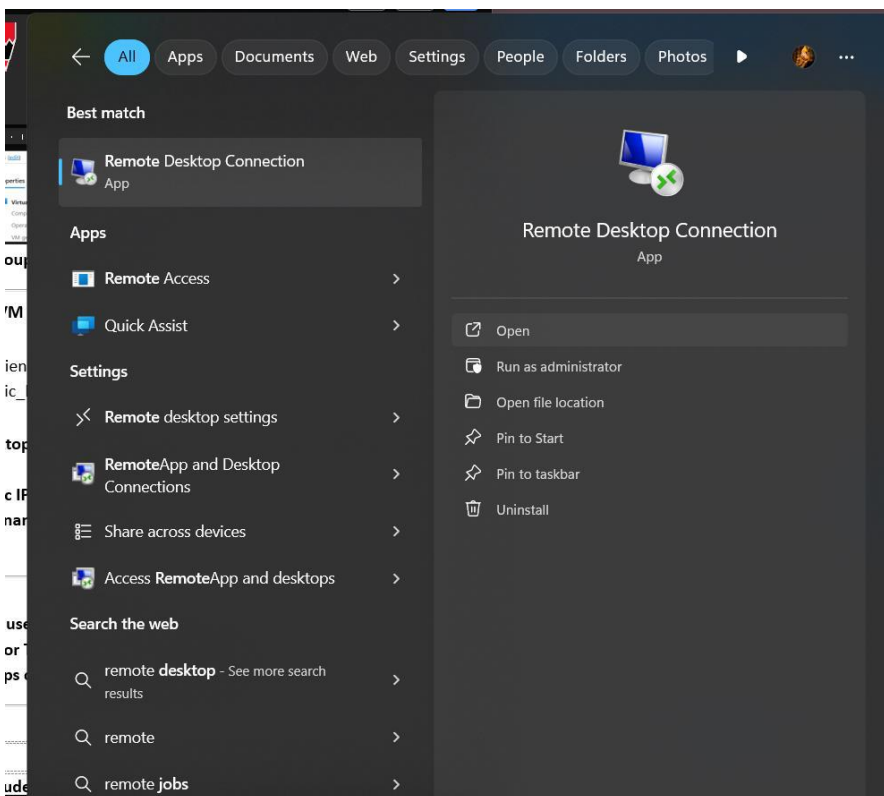 All Apps Documents Web Settings People Folders Photos
Best match
Remote Desktop Connection
App
Apps
Remote Access
Quick Assist
Settings
Remote desktop settings
RemoteApp and Desktop
Connections
Share across devices
Access RemoteApp and desktops
Search the web
remote desktop - See more search
results
remote
remote jobs
Remote Desktop Connection
App
Open
Run as administrator
Open file location
Pin to Start
Pin to taskbar
Uninstall